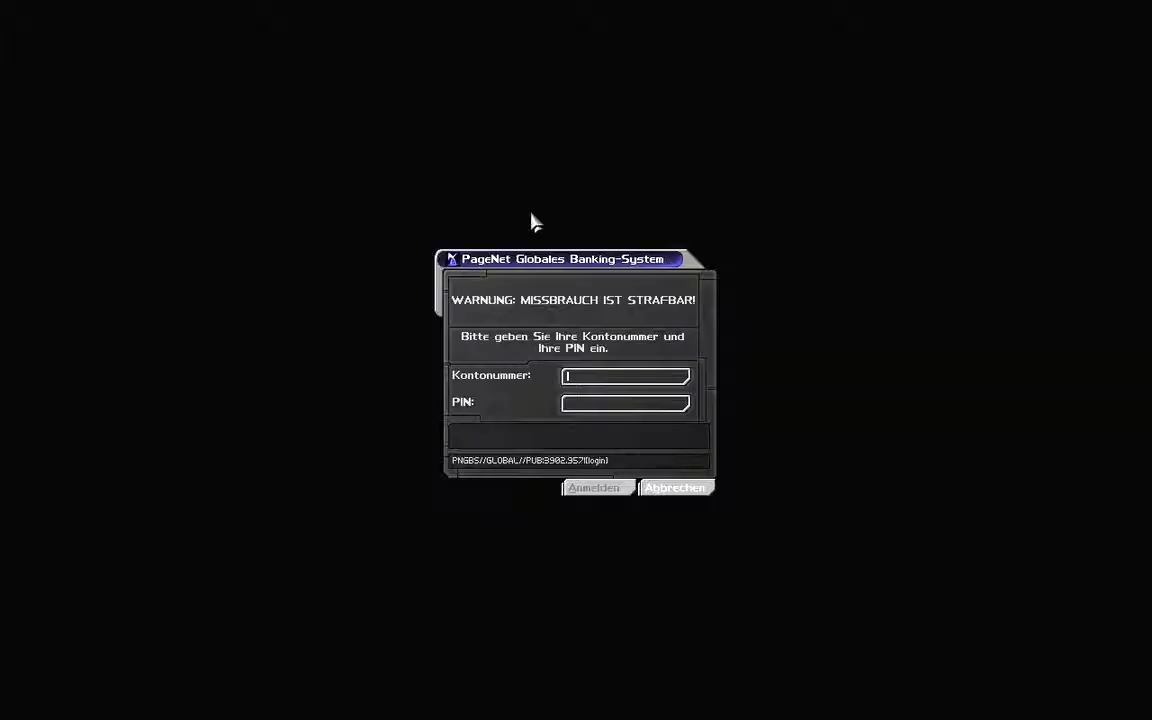 PageNet Globales Banking-System
WARNUNG: MISSBRAUCH IST STRAFBAR!
Bitte geben Sie Ihre Kontonummer und
Ihre PIN ein.
Kontonummer:
PIN:
PNGBS//GLOBAL//PUB:3902.9571[login]
Anmelden
Abbrechen